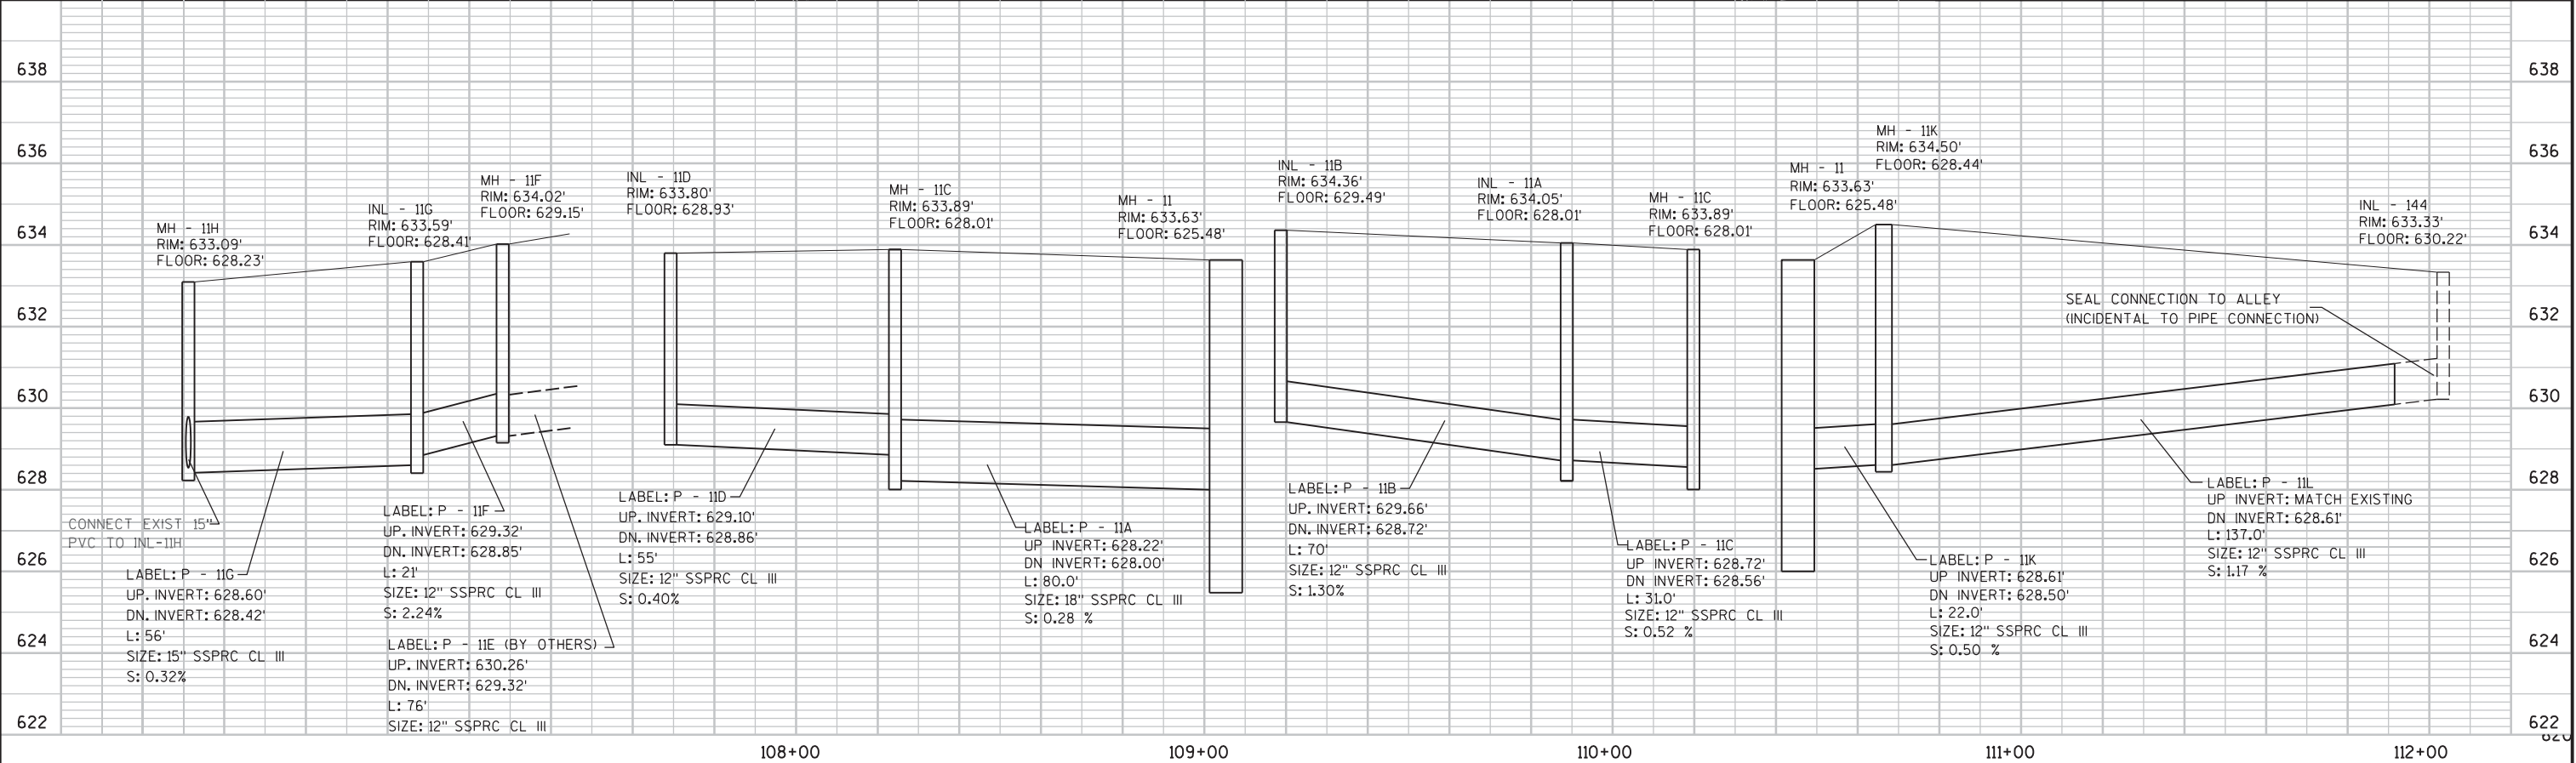 638
636
634
632
630
628
626
624
622
MH - 11H
RIM: 633.09'
FLOOR: 628.23'
INL - 11G
RIM: 633.59'
FLOOR: 628.41'
MH - 11F
RIM: 634.02'
FLOOR: 629.15'
INL - 11D
RIM: 633.80'
FLOOR: 628.93'
MH - 11C
RIM: 633.89'
FLOOR: 628.01'
MH - 11
RIM: 633.63'
FLOOR: 625.48'
INL - 11B
RIM: 634.36'
FLOOR: 629.49'
INL - 11A
RIM: 634.05'
FLOOR: 628.01'
MH - 11C
RIM: 633.89'
FLOOR: 628.01'
MH - 11
RIM: 633.63'
FLOOR: 625.48'
MH - 11K
RIM: 634.50'
FLOOR: 628.44'
INL - 144
RIM: 633.33'
FLOOR: 630.22'
SEAL CONNECTION TO ALLEY
(INCIDENTAL TO PIPE CONNECTION)
CONNECT EXIST 15"
PVC TO INL-11H
LABEL: P - 11G
UP. INVERT: 628.60'
DN. INVERT: 628.42'
L: 56'
SIZE: 15" SSPRC CL III
S: 0.32%
LABEL: P - 11F
UP. INVERT: 629.32'
DN. INVERT: 628.85'
L: 21'
SIZE: 12" SSPRC CL III
S: 2.24%
LABEL: P - 11E (BY OTHERS)
UP. INVERT: 630.26'
DN. INVERT: 629.32'
L: 76'
SIZE: 12" SSPRC CL III
LABEL: P - 11D
UP. INVERT: 629.10'
DN. INVERT: 628.86'
L: 55'
SIZE: 12" SSPRC CL III
S: 0.40%
LABEL: P - 11A
UP INVERT: 628.22'
DN INVERT: 628.00'
L: 80.0'
SIZE: 18" SSPRC CL III
S: 0.28 %
LABEL: P - 11B
UP. INVERT: 629.66'
DN. INVERT: 628.72'
L: 70'
SIZE: 12" SSPRC CL III
S: 1.30%
LABEL: P - 11C
UP INVERT: 628.72'
DN INVERT: 628.56'
L: 31.0'
SIZE: 12" SSPRC CL III
S: 0.52 %
LABEL: P - 11K
UP INVERT: 628.61'
DN INVERT: 628.50'
L: 22.0'
SIZE: 12" SSPRC CL III
S: 0.50 %
LABEL: P - 11L
UP INVERT: MATCH EXISTING
DN INVERT: 628.61'
L: 137.0'
SIZE: 12" SSPRC CL III
S: 1.17 %
638
636
634
632
630
628
626
624
622
108+00
109+00
110+00
111+00
112+00